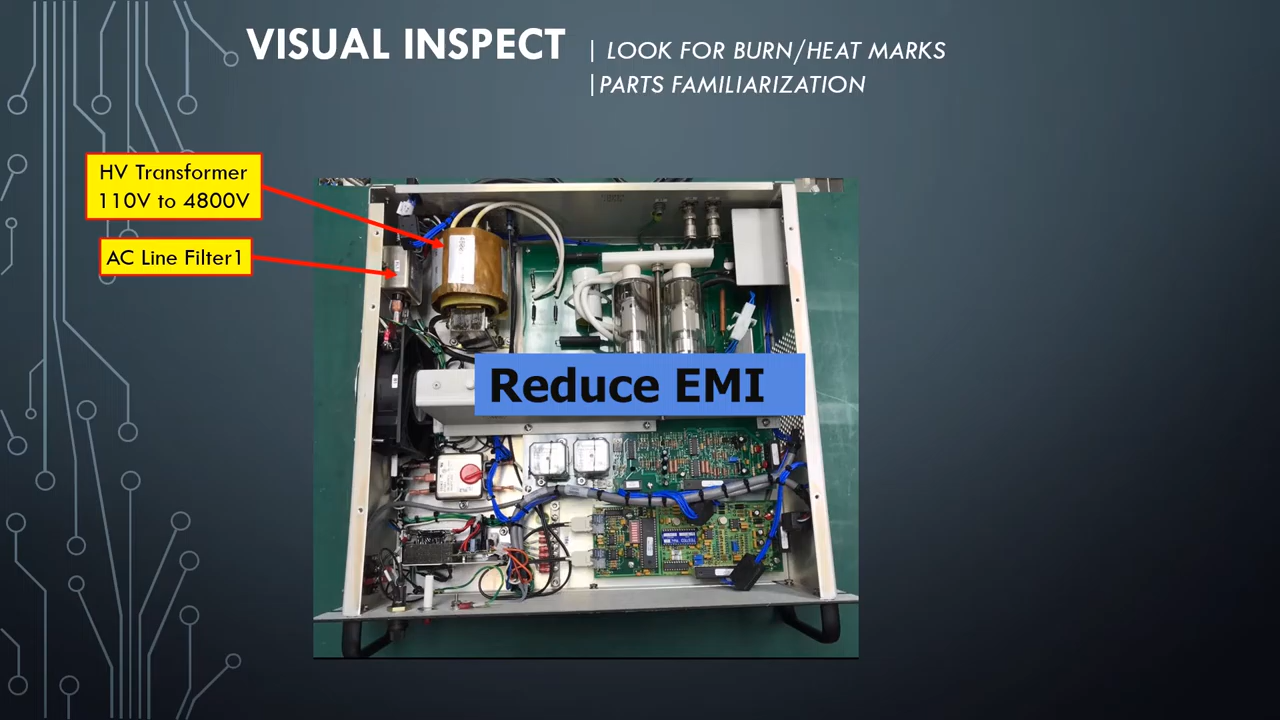 VISUAL INSPECT
| LOOK FOR BURN/HEAT MARKS
|PARTS FAMILIARIZATION
HV Transformer
110V to 4800V
AC Line Filter1
Reduce EMI